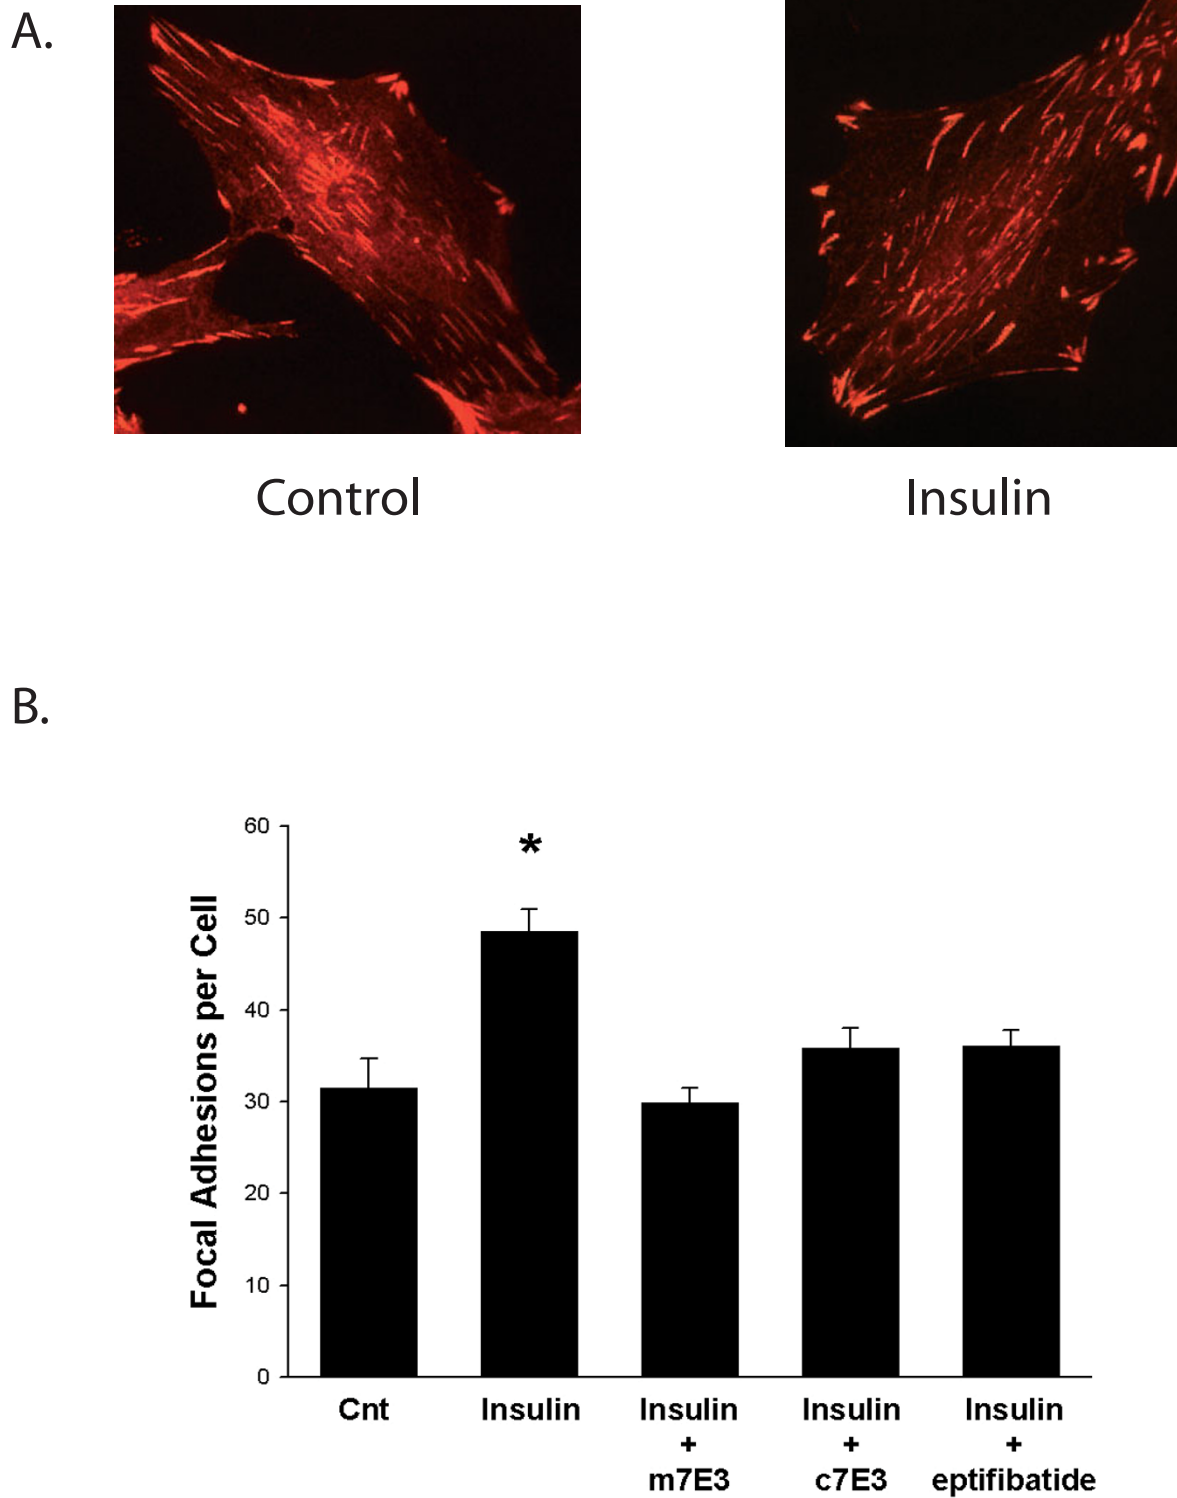 A.
Control
Insulin
B.
Focal Adhesions per Cell
60
50
40
30
20
10
0
*
Cnt
Insulin
Insulin
+
m7E3
Insulin
+
c7E3
Insulin
+
eptifibatide